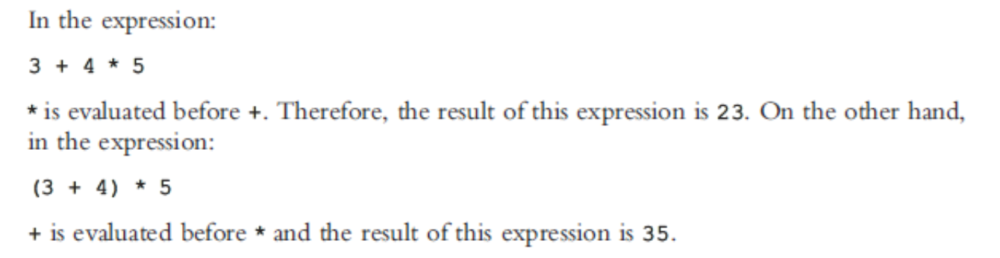 In the expression:
3 + 4 * 5
* is evaluated before +. Therefore, the result of this expression is 23. On the other hand,
in the expression:
(3 + 4) * 5
+ is evaluated before * and the result of this expression is 35.